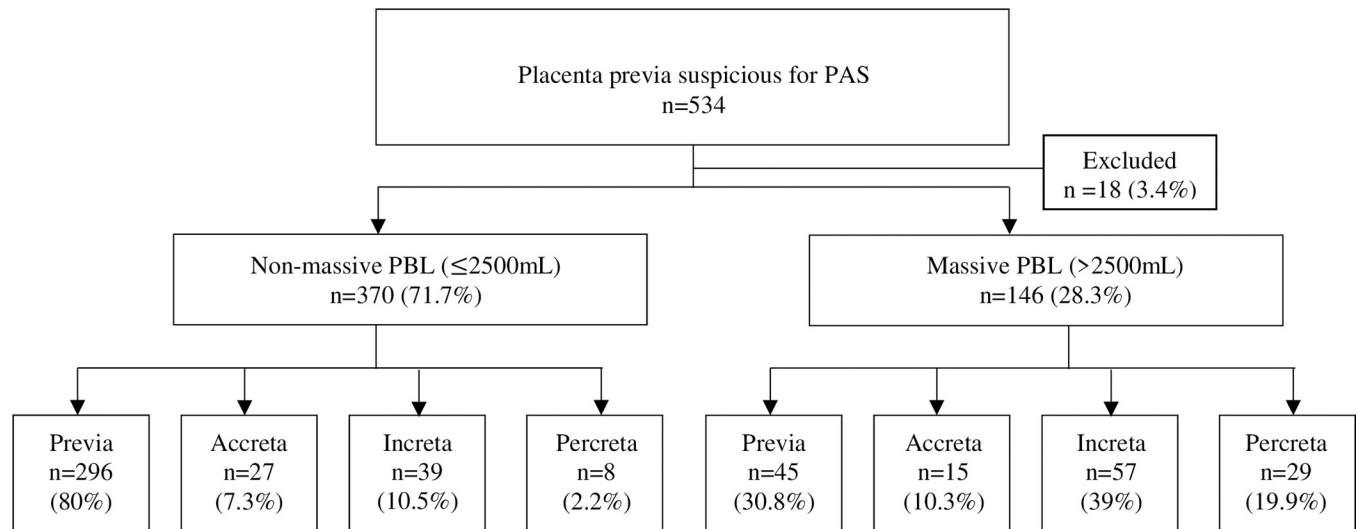 Placenta previa suspicious for PAS
n=534
Excluded
n =18 (3.4%)
Non-massive PBL (≤2500mL)
n=370 (71.7%)
Massive PBL (>2500mL)
n=146 (28.3%)
Previa
n=296
(80%)
Accreta
n=27
(7.3%)
Increta
n=39
(10.5%)
Percreta
n=8
(2.2%)
Previa
n=45
(30.8%)
Accreta
n=15
(10.3%)
Increta
n=57
(39%)
Percreta
n=29
(19.9%)